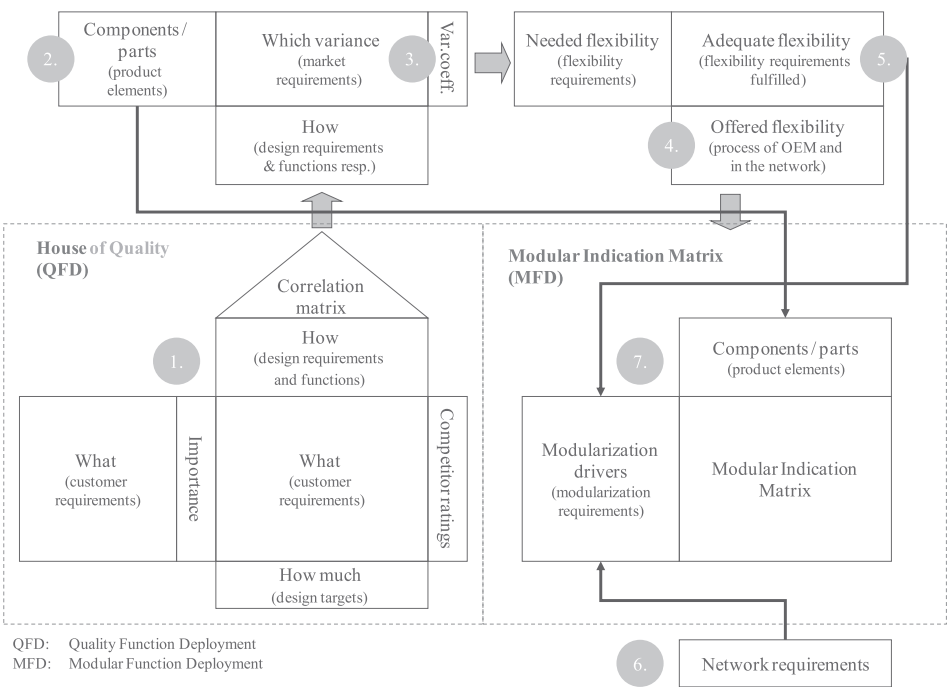 2.
Components/
parts
(product
elements)
Which variance
(market
requirements)
3.
Var.coeff.
Needed flexibility
(flexibility
requirements)
Adequate flexibility
(flexibility requirements
fulfilled)
5.
How
(design requirements
& functions resp.)
4.
Offered flexibility
(process of OEM and
in the network)
House of Quality
(QFD)
Correlation
matrix
1.
How
(design requirements
and functions)
What
(customer
requirements)
Importance
What
(customer
requirements)
Competitor ratings
How much
(design targets)
Modular Indication Matrix
(MFD)
7.
Components/parts
(product elements)
Modularization
drivers
(modularization
requirements)
Modular Indication
Matrix
QFD: Quality Function Deployment
MFD: Modular Function Deployment
6.
Network requirements